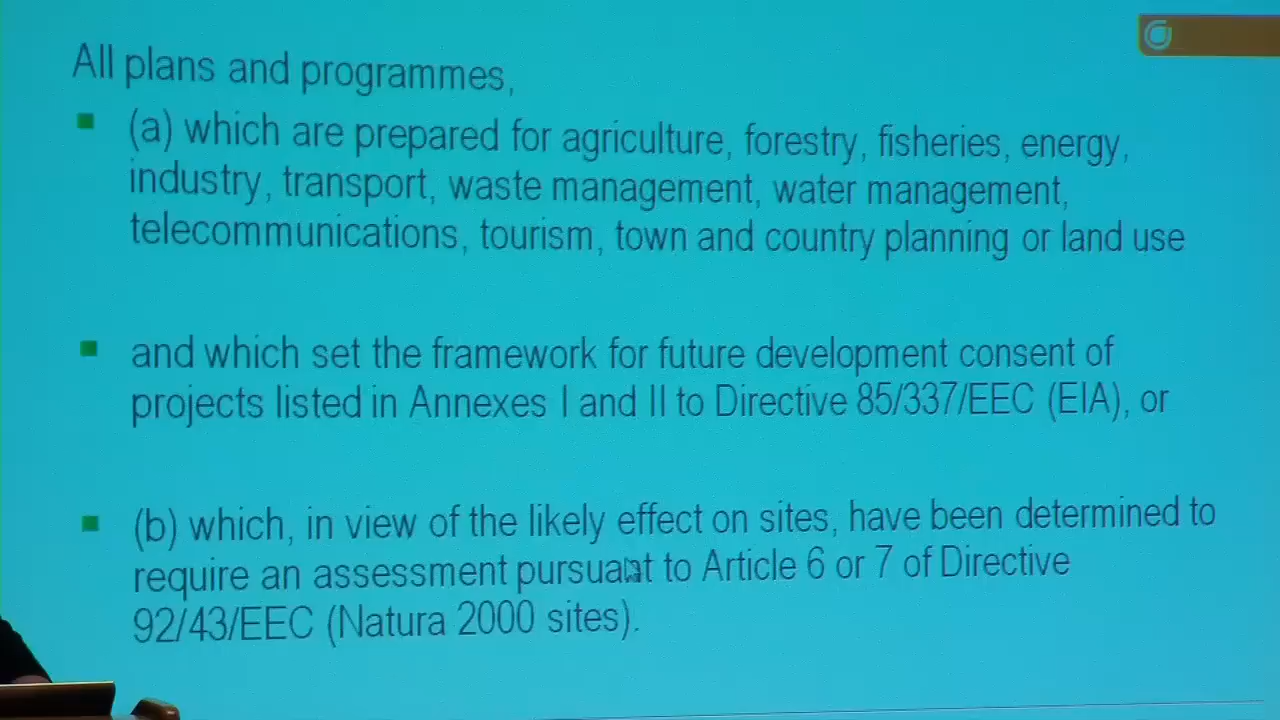 All plans and programmes,
(a) which are prepared for agriculture, forestry, fisheries, energy,
industry, transport, waste management, water management,
telecommunications, tourism, town and country planning or land use
and which set the framework for future development consent of
projects listed in Annexes I and II to Directive 85/337/EEC (EIA), or
(b) which, in view of the likely effect on sites, have been determined to
require an assessment pursuant to Article 6 or 7 of Directive
92/43/EEC (Natura 2000 sites).